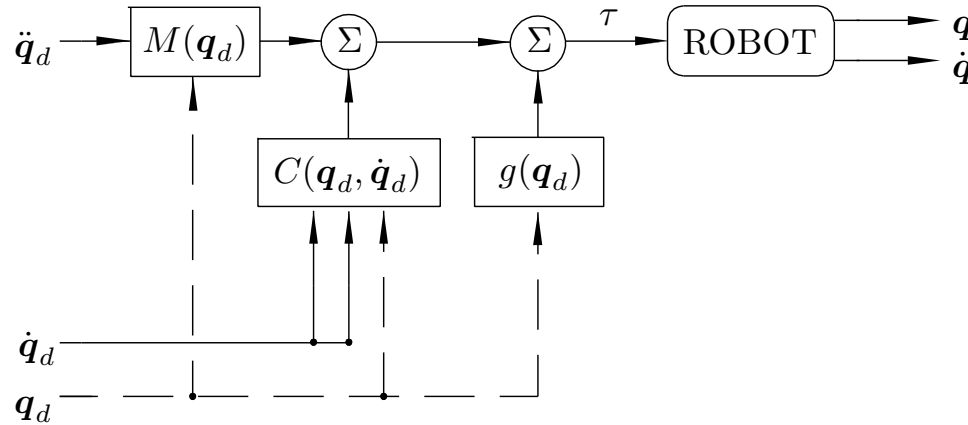 q̈_d M(q_d) Σ Σ τ ROBOT q
q̇
C(q_d, q̇_d) g(q_d)
q̇_d
q_d